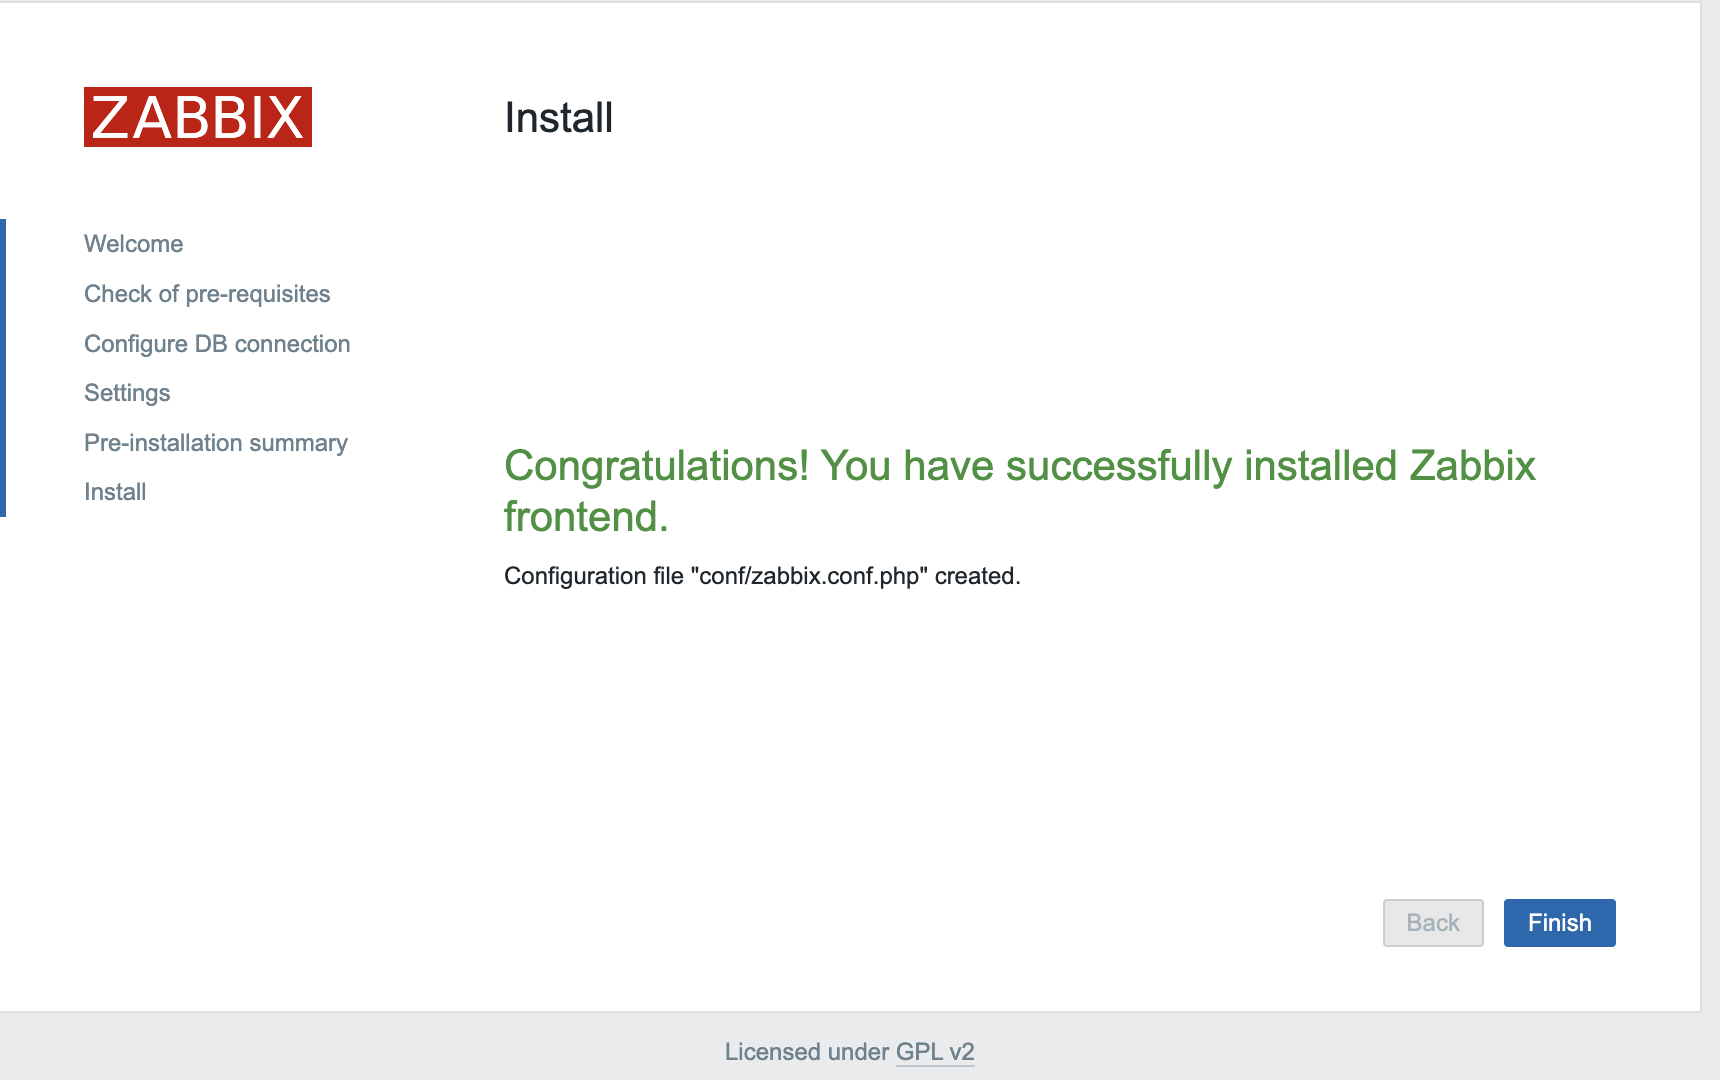 ZABBIX
Install
Welcome
Check of pre-requisites
Configure DB connection
Settings
Pre-installation summary
Install
Congratulations! You have successfully installed Zabbix
frontend.
Configuration file "conf/zabbix.conf.php" created.
Back
Finish
Licensed under GPL v2